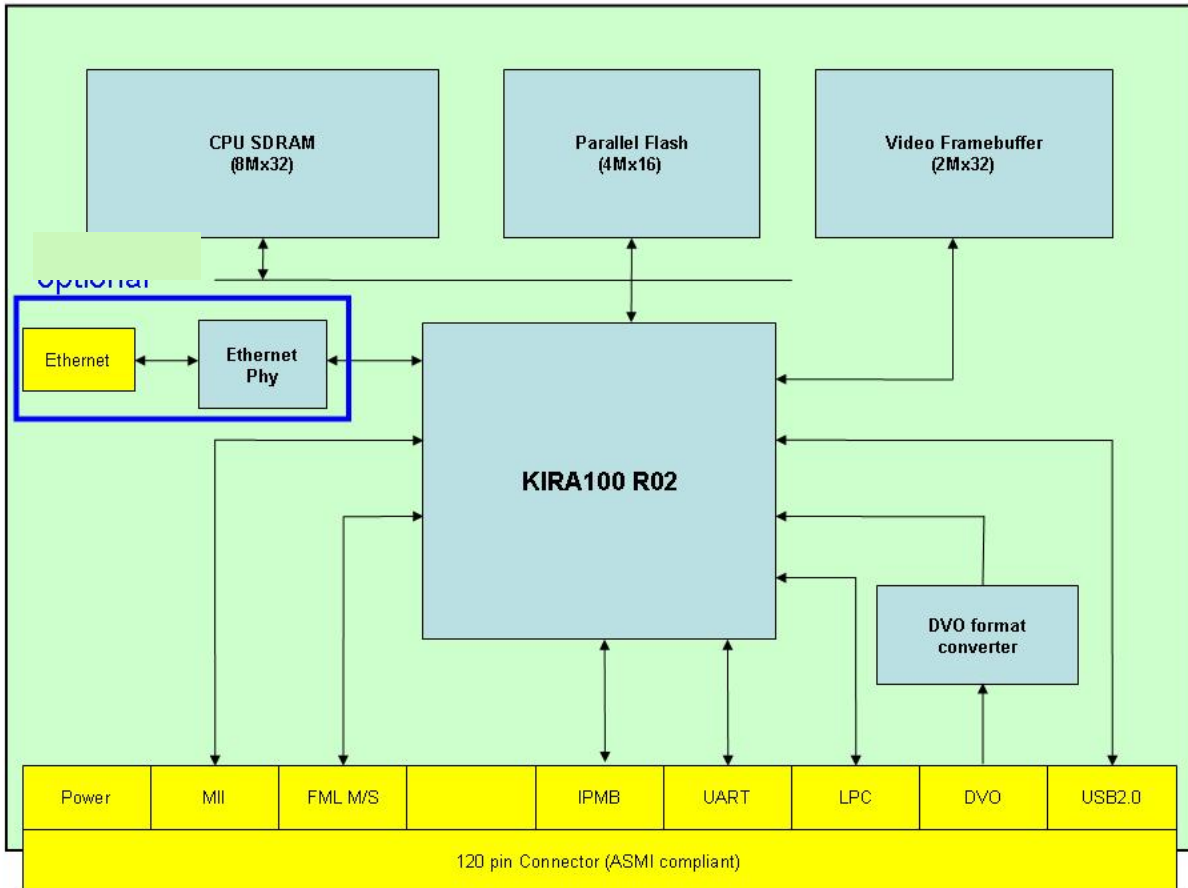 CPU SDRAM
(8Mx32)
Parallel Flash
(4Mx16)
Video Framebuffer
(2Mx32)
optional
Ethernet
Ethernet
Phy
KIRA100 R02
DVO format
converter
Power
MII
FML M/S
IPMB
UART
LPC
DVO
USB2.0
120 pin Connector (ASMI compliant)